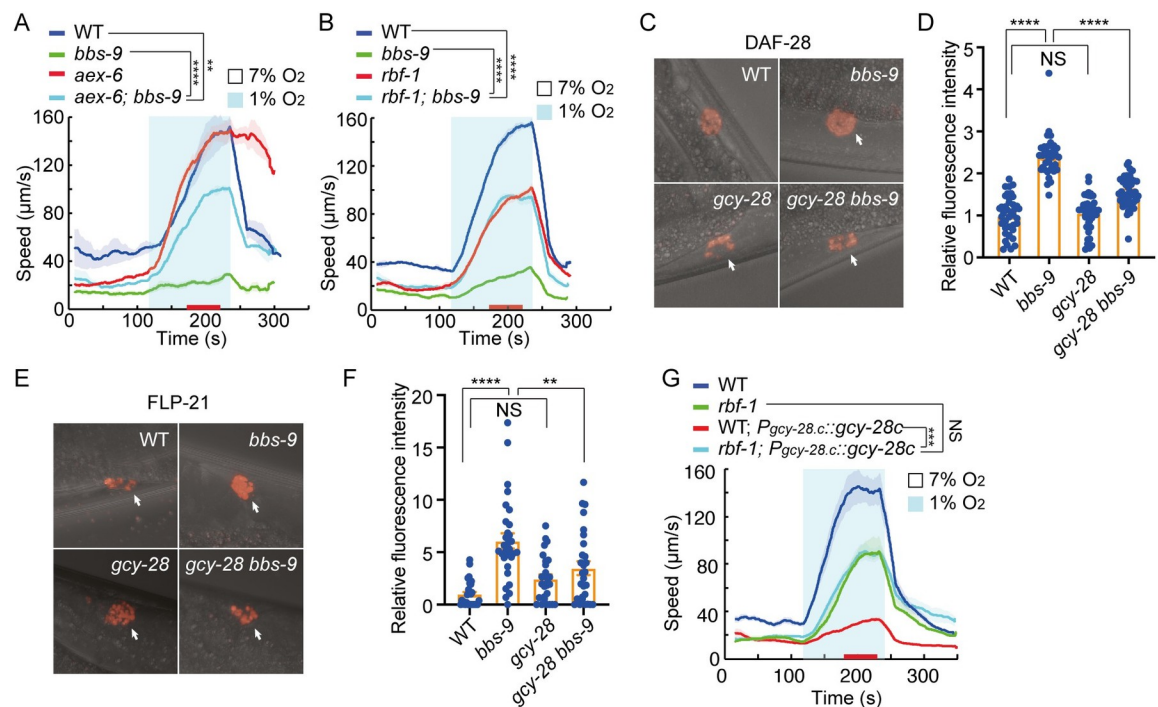 A
WT
bbs-9
aex-6
aex-6; bbs-9
****
**
7% O2
1% O2
160
120
80
40
0
Speed (µm/s)
0 100 200 300
Time (s)
B
WT
bbs-9
rbf-1
rbf-1; bbs-9
****
****
7% O2
1% O2
160
120
80
40
0
Speed (µm/s)
0 100 200 300
Time (s)
C
DAF-28
WT
bbs-9
gcy-28
gcy-28 bbs-9
D
****
****
NS
5
4
3
2
1
0
Relative fluorescence intensity
WT
bbs-9
gcy-28
gcy-28 bbs-9
E
FLP-21
WT
bbs-9
gcy-28
gcy-28 bbs-9
F
****
**
NS
20
15
10
5
0
Relative fluorescence intensity
WT
bbs-9
gcy-28
gcy-28 bbs-9
G
WT
rbf-1
WT; Pgcy-28.c::gcy-28c
rbf-1; Pgcy-28.c::gcy-28c
***
NS
7% O2
1% O2
160
120
80
40
0
Speed (µm/s)
0 100 200 300
Time (s)